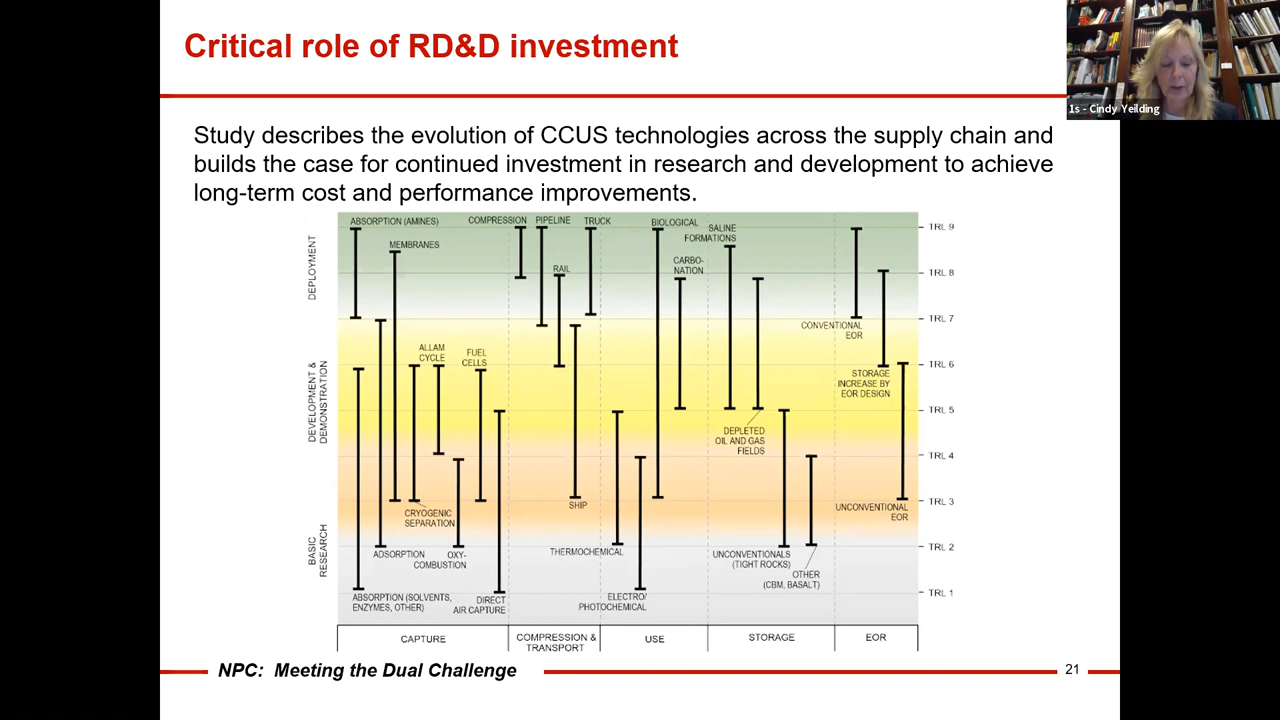 Critical role of RD&D investment
1s - Cindy Yeilding
Study describes the evolution of CCUS technologies across the supply chain and
builds the case for continued investment in research and development to achieve
long-term cost and performance improvements.
DEPLOYMENT
DEVELOPMENT &
DEMONSTRATION
BASIC
RESEARCH
ABSORPTION (AMINES)
MEMBRANES
ALLAM
CYCLE
FUEL
CELLS
CRYOGENIC
SEPARATION
ADSORPTION
OXY-
COMBUSTION
ABSORPTION (SOLVENTS,
ENZYMES, OTHER)
DIRECT
AIR CAPTURE
COMPRESSION
PIPELINE
TRUCK
RAIL
SHIP
BIOLOGICAL
CARBO-
NATION
THERMOCHEMICAL
ELECTRO/
PHOTOCHEMICAL
SALINE
FORMATIONS
DEPLETED
OIL AND GAS
FIELDS
UNCONVENTIONALS
(TIGHT ROCKS)
OTHER
(CBM, BASALT)
CONVENTIONAL
EOR
STORAGE
INCREASE BY
EOR DESIGN
UNCONVENTIONAL
EOR
TRL 9
TRL 8
TRL 7
TRL 6
TRL 5
TRL 4
TRL 3
TRL 2
TRL 1
CAPTURE
COMPRESSION &
TRANSPORT
USE
STORAGE
EOR
NPC: Meeting the Dual Challenge
21